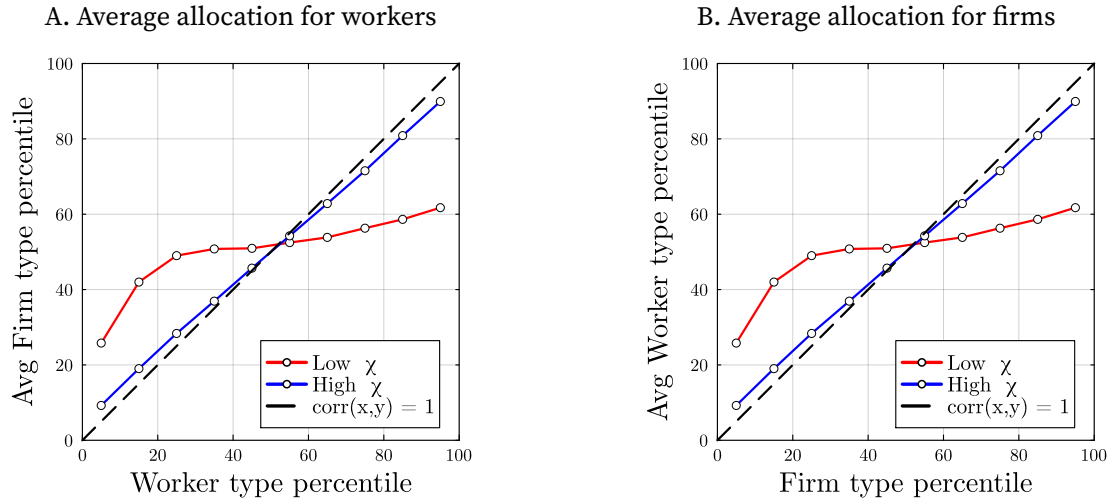 A. Average allocation for workers
Avg Firm type percentile
100
80
60
40
20
0
Low χ
High χ
corr(x,y) = 1
0 20 40 60 80 100
Worker type percentile
B. Average allocation for firms
Avg Worker type percentile
100
80
60
40
20
0
Low χ
High χ
corr(x,y) = 1
0 20 40 60 80 100
Firm type percentile